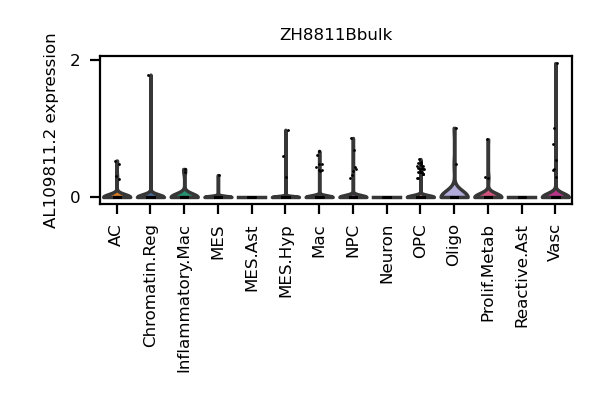 ZH8811Bbulk
AL109811.2 expression
2
0
AC
Chromatin.Reg
Inflammatory.Mac
MES
MES.Ast
MES.Hyp
Mac
NPC
Neuron
OPC
Oligo
Prolif.Metab
Reactive.Ast
Vasc